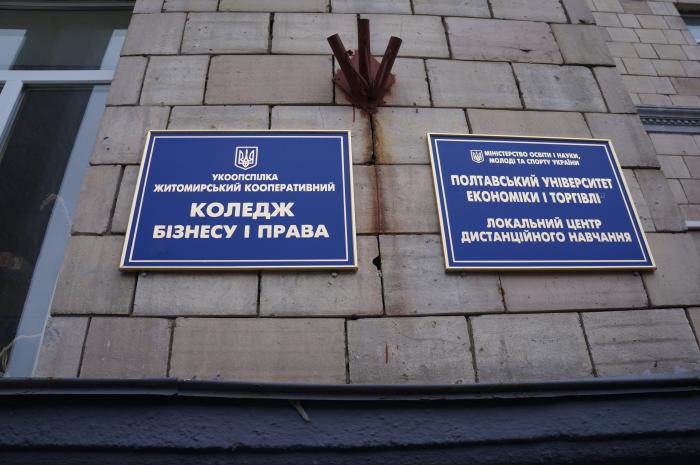 УКООПСПІЛКА
ЖИТОМИРСЬКИЙ КООПЕРАТИВНИЙ
КОЛЕДЖ
БІЗНЕСУ І ПРАВА
МІНІСТЕРСТВО ОСВІТИ І НАУКИ,
МОЛОДІ ТА СПОРТУ УКРАЇНИ
ПОЛТАВСЬКИЙ УНІВЕРСИТЕТ
ЕКОНОМІКИ І ТОРГІВЛІ
ЛОКАЛЬНИЙ ЦЕНТР
ДИСТАНЦІЙНОГО НАВЧАННЯ